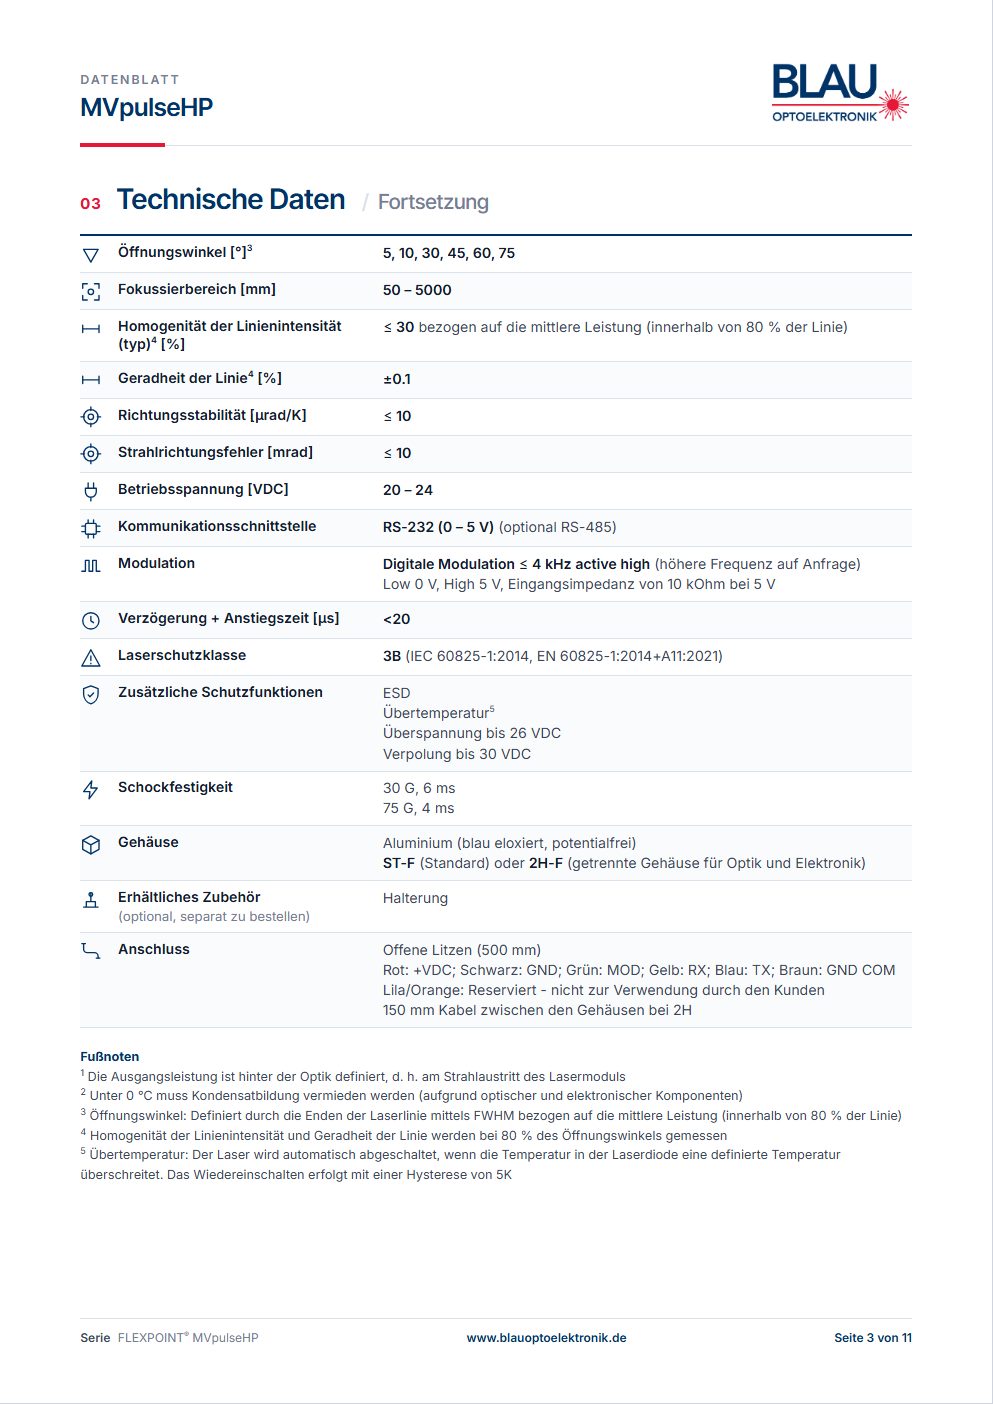 DATENBLATT
MVpulseHP
BLAU
OPTOELEKTRONIK
03 Technische Daten / Fortsetzung
Öffnungswinkel [°]³ 5, 10, 30, 45, 60, 75
Fokussierbereich [mm] 50 – 5000
Homogenität der Linienintensität ≤ 30 bezogen auf die mittlere Leistung (innerhalb von 80 % der Linie)
(typ)⁴ [%]
Geradheit der Linie⁴ [%] ±0.1
Richtungsstabilität [µrad/K] ≤ 10
Strahlrichtungsfehler [mrad] ≤ 10
Betriebsspannung [VDC] 20 – 24
Kommunikationsschnittstelle RS-232 (0 – 5 V) (optional RS-485)
Modulation Digitale Modulation ≤ 4 kHz active high (höhere Frequenz auf Anfrage)
Low 0 V, High 5 V, Eingangsimpedanz von 10 kOhm bei 5 V
Verzögerung + Anstiegszeit [µs] <20
Laserschutzklasse 3B (IEC 60825-1:2014, EN 60825-1:2014+A11:2021)
Zusätzliche Schutzfunktionen ESD
Übertemperatur⁵
Überspannung bis 26 VDC
Verpolung bis 30 VDC
Schockfestigkeit 30 G, 6 ms
75 G, 4 ms
Gehäuse Aluminium (blau eloxiert, potentialfrei)
ST-F (Standard) oder 2H-F (getrennte Gehäuse für Optik und Elektronik)
Erhältliches Zubehör Halterung
(optional, separat zu bestellen)
Anschluss Offene Litzen (500 mm)
Rot: +VDC; Schwarz: GND; Grün: MOD; Gelb: RX; Blau: TX; Braun: GND COM
Lila/Orange: Reserviert - nicht zur Verwendung durch den Kunden
150 mm Kabel zwischen den Gehäusen bei 2H
Fußnoten
¹ Die Ausgangsleistung ist hinter der Optik definiert, d. h. am Strahlaustritt des Lasermoduls
² Unter 0 °C muss Kondensatbildung vermieden werden (aufgrund optischer und elektronischer Komponenten)
³ Öffnungswinkel: Definiert durch die Enden der Laserlinie mittels FWHM bezogen auf die mittlere Leistung (innerhalb von 80 % der Linie)
⁴ Homogenität der Linienintensität und Geradheit der Linie werden bei 80 % des Öffnungswinkels gemessen
⁵ Übertemperatur: Der Laser wird automatisch abgeschaltet, wenn die Temperatur in der Laserdiode eine definierte Temperatur
überschreitet. Das Wiedereinschalten erfolgt mit einer Hysterese von 5K
Serie FLEXPOINT® MVpulseHP www.blauoptoelektronik.de Seite 3 von 11